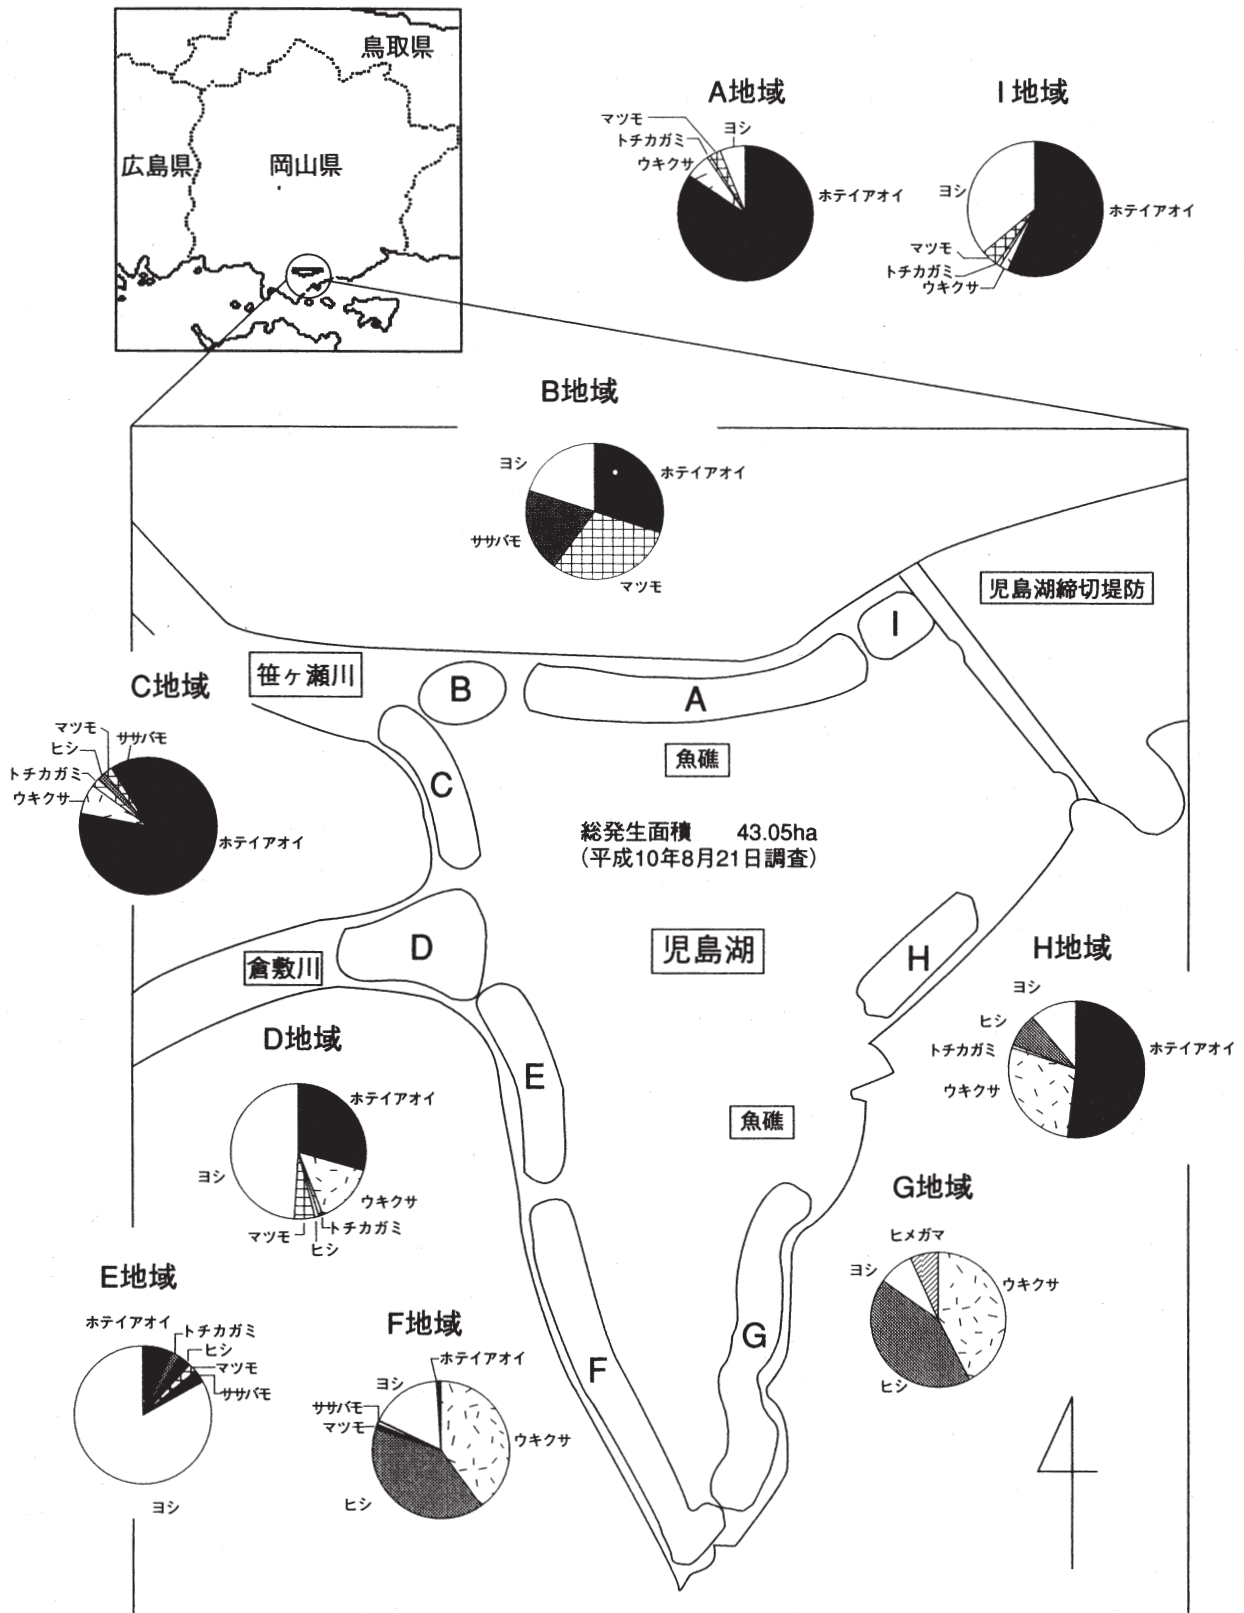 鳥取県
広島県
岡山県
A地域
マツモ
トチカガミ
ウキクサ
ヨシ
ホテイアオイ
I地域
ヨシ
ホテイアオイ
マツモ
トチカガミ
ウキクサ
B地域
ヨシ
ホテイアオイ
ササバモ
マツモ
児島湖締切堤防
笹ヶ瀬川
I
B
A
C
魚礁
C地域
マツモ
ササバモ
ヒシ
トチカガミ
ウキクサ
ホテイアオイ
総発生面積 43.05ha
(平成10年8月21日調査)
D
倉敷川
児島湖
H
H地域
ヨシ
ヒシ
トチカガミ
ホテイアオイ
ウキクサ
D地域
ホテイアオイ
ヨシ
ウキクサ
トチカガミ
マツモ
ヒシ
E
魚礁
G地域
ヒメガマ
ヨシ
ウキクサ
ヒシ
E地域
ホテイアオイ
トチカガミ
ヒシ
マツモ
ササバモ
ヨシ
F地域
ホテイアオイ
ヨシ
ササバモ
マツモ
ウキクサ
ヒシ
F
G